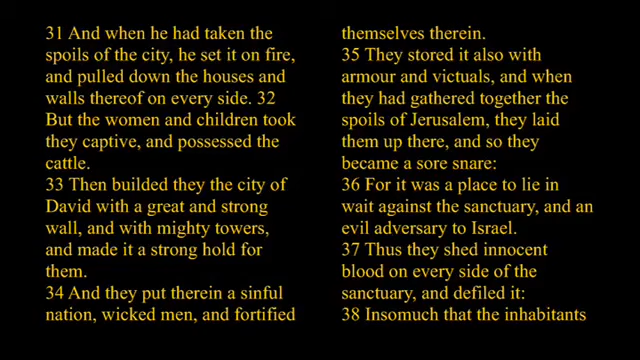 31 And when he had taken the
spoils of the city, he set it on fire,
and pulled down the houses and
walls thereof on every side. 32
But the women and children took
they captive, and possessed the
cattle.
33 Then builded they the city of
David with a great and strong
wall, and with mighty towers,
and made it a strong hold for
them.
34 And they put therein a sinful
nation, wicked men, and fortified
themselves therein.
35 They stored it also with
armour and victuals, and when
they had gathered together the
spoils of Jerusalem, they laid
them up there, and so they
became a sore snare:
36 For it was a place to lie in
wait against the sanctuary, and an
evil adversary to Israel.
37 Thus they shed innocent
blood on every side of the
sanctuary, and defiled it:
38 Insomuch that the inhabitants